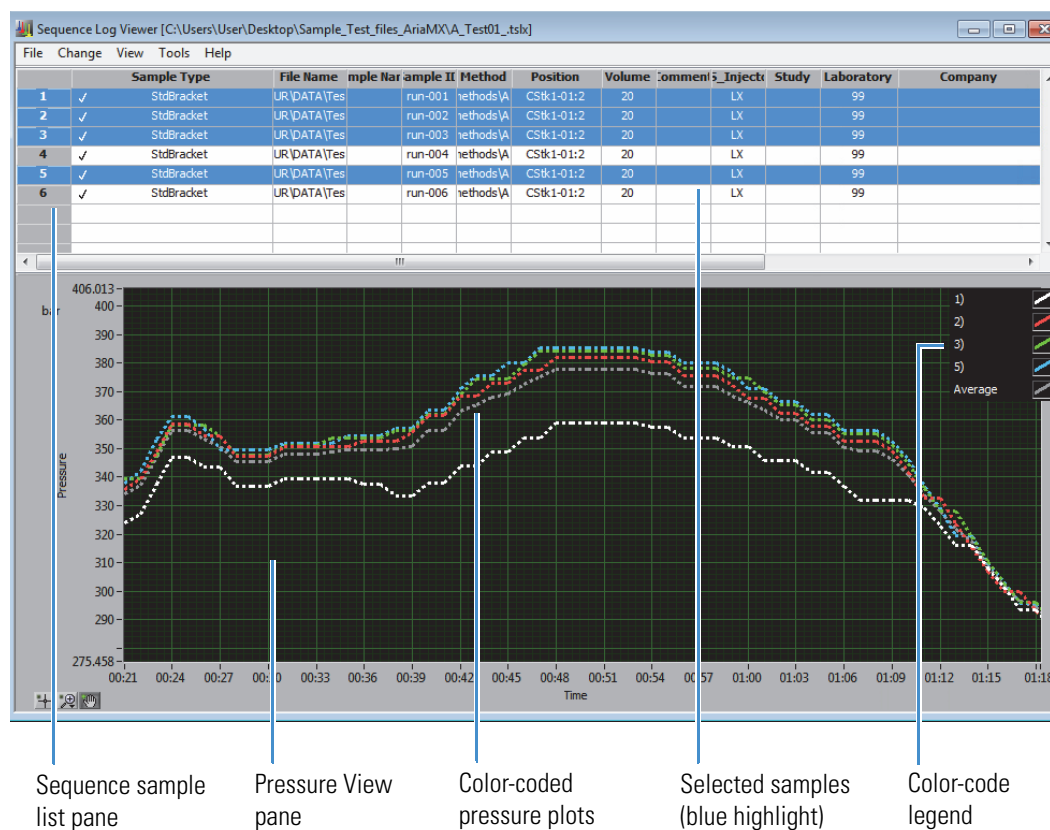 Sequence Log Viewer [C:\Users\User\Desktop\Sample_Test_files_AriaMX\A_Test01_.tslx]
File Change View Tools Help
Sample Type File Name mple Nar ample II Method Position Volume Comment Injecto Study Laboratory Company
1 ✓ StdBracket UR\DATA\Tes run-001 nethods\A CStk1-01:2 20 LX 99
2 ✓ StdBracket UR\DATA\Tes run-002 nethods\A CStk1-01:2 20 LX 99
3 ✓ StdBracket UR\DATA\Tes run-003 nethods\A CStk1-01:2 20 LX 99
4 ✓ StdBracket UR\DATA\Tes run-004 nethods\A CStk1-01:2 20 LX 99
5 ✓ StdBracket UR\DATA\Tes run-005 nethods\A CStk1-01:2 20 LX 99
6 ✓ StdBracket UR\DATA\Tes run-006 nethods\A CStk1-01:2 20 LX 99
406.013
bar
400
390
380
370
360
350
340
330
320
310
300
290
275.458
Pressure
1)
2)
3)
5)
Average
00:21 00:24 00:27 00:30 00:33 00:36 00:39 00:42 00:45 00:48 00:51 00:54 00:57 01:00 01:03 01:06 01:09 01:12 01:15 01:18
Time
Sequence sample
list pane
Pressure View
pane
Color-coded
pressure plots
Selected samples
(blue highlight)
Color-code
legend